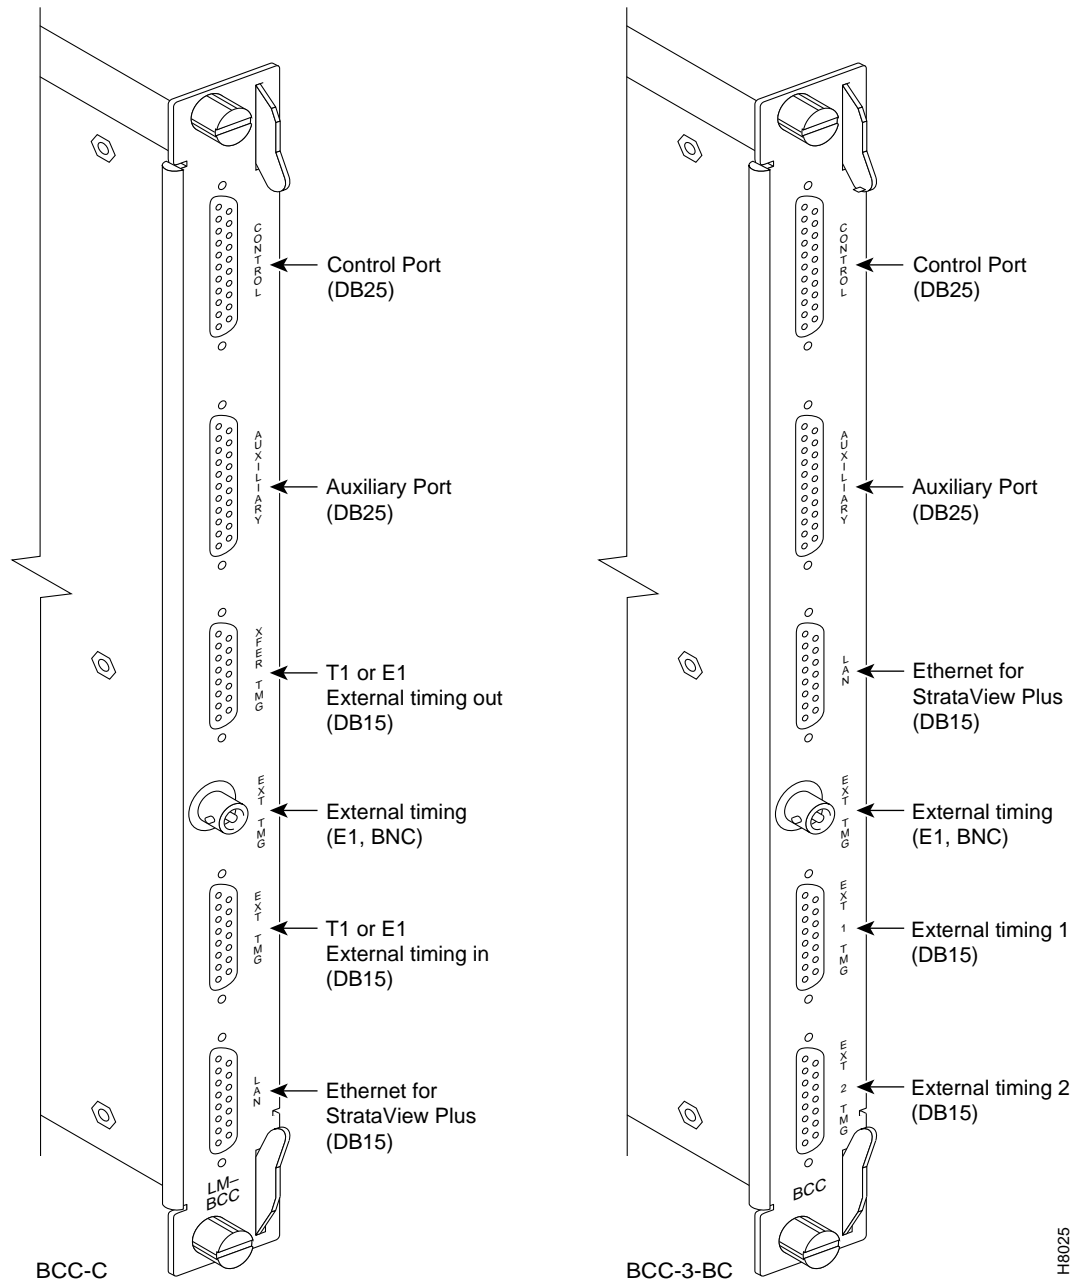 CONTROL
Control Port
(DB25)
AUXILIARY
Auxiliary Port
(DB25)
XFER TMG
T1 or E1
External timing out
(DB15)
EXT TMG
External timing
(E1, BNC)
EXT TMG
T1 or E1
External timing in
(DB15)
LAN
Ethernet for
StrataView Plus
(DB15)
LM–
BCC
BCC-C
CONTROL
Control Port
(DB25)
AUXILIARY
Auxiliary Port
(DB25)
LAN
Ethernet for
StrataView Plus
(DB15)
EXT TMG
External timing
(E1, BNC)
EXT 1 TMG
External timing 1
(DB15)
EXT 2 TMG
External timing 2
(DB15)
BCC
BCC-3-BC
H8025